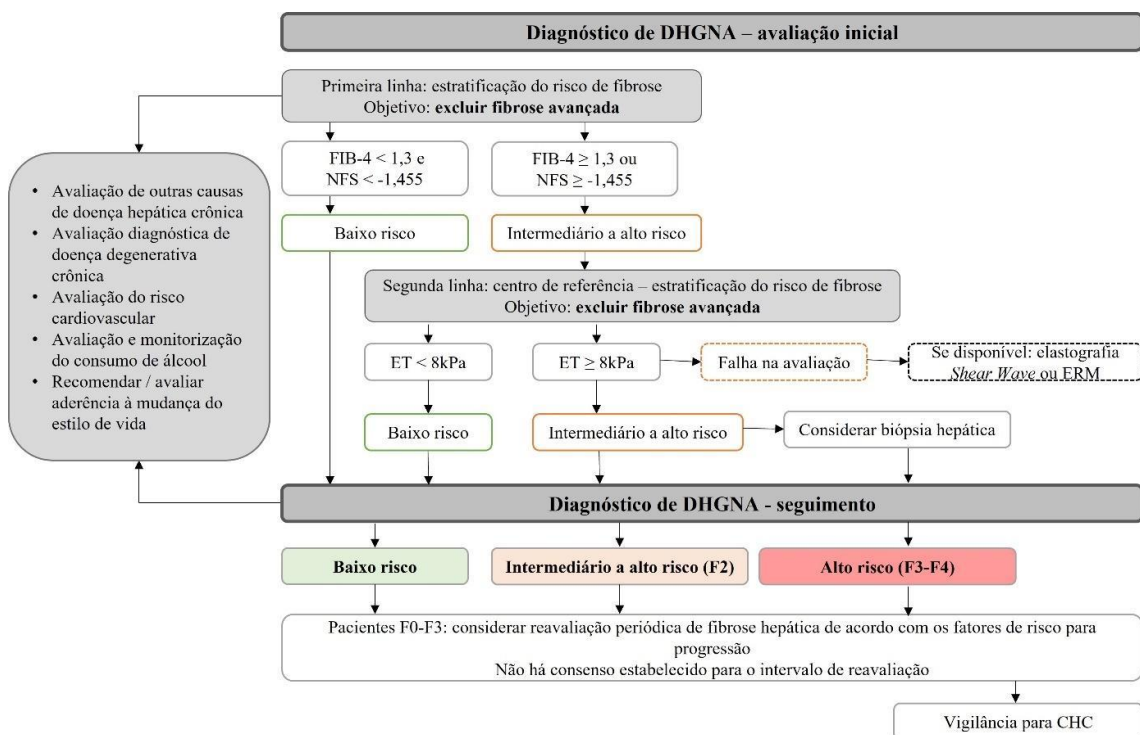 Diagnóstico de DHGNA – avaliação inicial
Primeira linha: estratificação do risco de fibrose
Objetivo: excluir fibrose avançada
FIB-4 < 1,3 e
NFS < -1,455
FIB-4 ≥ 1,3 ou
NFS ≥ -1,455
• Avaliação de outras causas
de doença hepática crônica
• Avaliação diagnóstica de
doença degenerativa
crônica
• Avaliação do risco
cardiovascular
• Avaliação e monitorização
do consumo de álcool
• Recomendar / avaliar
aderência à mudança do
estilo de vida
Baixo risco
Intermediário a alto risco
Segunda linha: centro de referência – estratificação do risco de fibrose
Objetivo: excluir fibrose avançada
ET < 8kPa
ET ≥ 8kPa
Falha na avaliação
Se disponível: elastografia
Shear Wave ou ERM
Baixo risco
Intermediário a alto risco
Considerar biópsia hepática
Diagnóstico de DHGNA - seguimento
Baixo risco
Intermediário a alto risco (F2)
Alto risco (F3-F4)
Pacientes F0-F3: considerar reavaliação periódica de fibrose hepática de acordo com os fatores de risco para
progressão
Não há consenso estabelecido para o intervalo de reavaliação
Vigilância para CHC